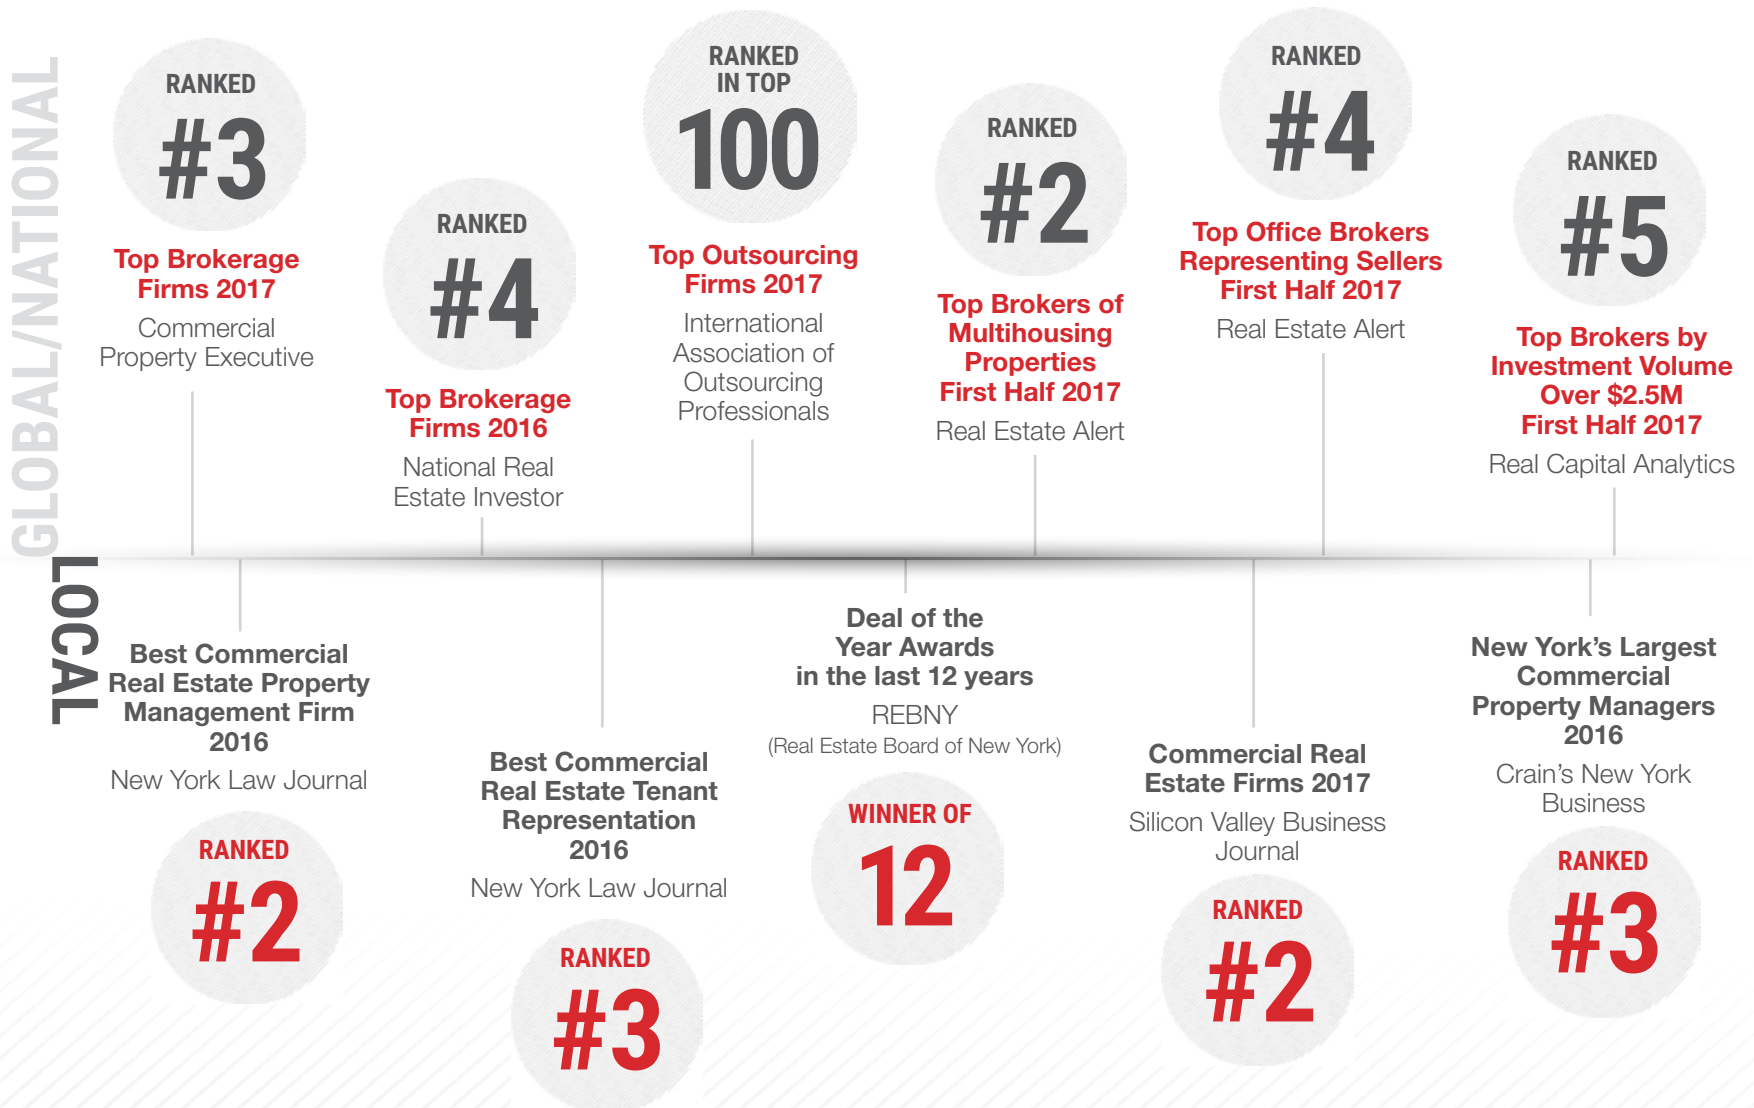 GLOBAL/NATIONAL
RANKED
#3
Top Brokerage
Firms 2017
Commercial
Property Executive
RANKED
#4
Top Brokerage
Firms 2016
National Real
Estate Investor
RANKED
IN TOP
100
Top Outsourcing
Firms 2017
International
Association of
Outsourcing
Professionals
RANKED
#2
Top Brokers of
Multihousing
Properties
First Half 2017
Real Estate Alert
RANKED
#4
Top Office Brokers
Representing Sellers
First Half 2017
Real Estate Alert
RANKED
#5
Top Brokers by
Investment Volume
Over $2.5M
First Half 2017
Real Capital Analytics
LOCAL
Best Commercial
Real Estate Property
Management Firm
2016
New York Law Journal
RANKED
#2
Best Commercial
Real Estate Tenant
Representation
2016
New York Law Journal
RANKED
#3
Deal of the
Year Awards
in the last 12 years
REBNY
(Real Estate Board of New York)
WINNER OF
12
Commercial Real
Estate Firms 2017
Silicon Valley Business
Journal
RANKED
#2
New York’s Largest
Commercial
Property Managers
2016
Crain’s New York
Business
RANKED
#3